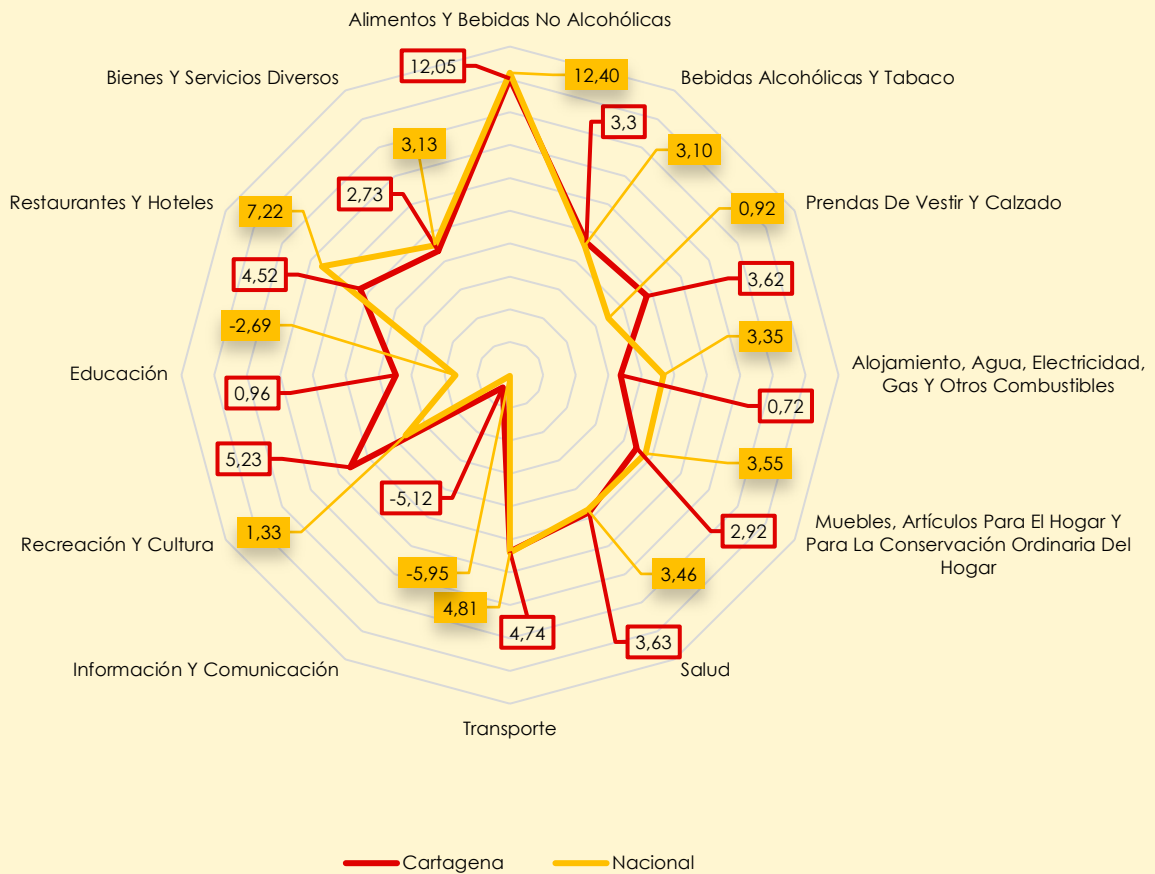 Alimentos Y Bebidas No Alcohólicas
12,05
12,40
Bienes Y Servicios Diversos
Bebidas Alcohólicas Y Tabaco
3,3
3,13
3,10
2,73
Restaurantes Y Hoteles
7,22
0,92
Prendas De Vestir Y Calzado
4,52
3,62
-2,69
3,35
Educación
Alojamiento, Agua, Electricidad,
Gas Y Otros Combustibles
0,96
0,72
5,23
3,55
-5,12
Recreación Y Cultura
1,33
2,92
Muebles, Artículos Para El Hogar Y
Para La Conservación Ordinaria Del
Hogar
-5,95
3,46
4,81
4,74
3,63
Información Y Comunicación
Salud
Transporte
Cartagena
Nacional